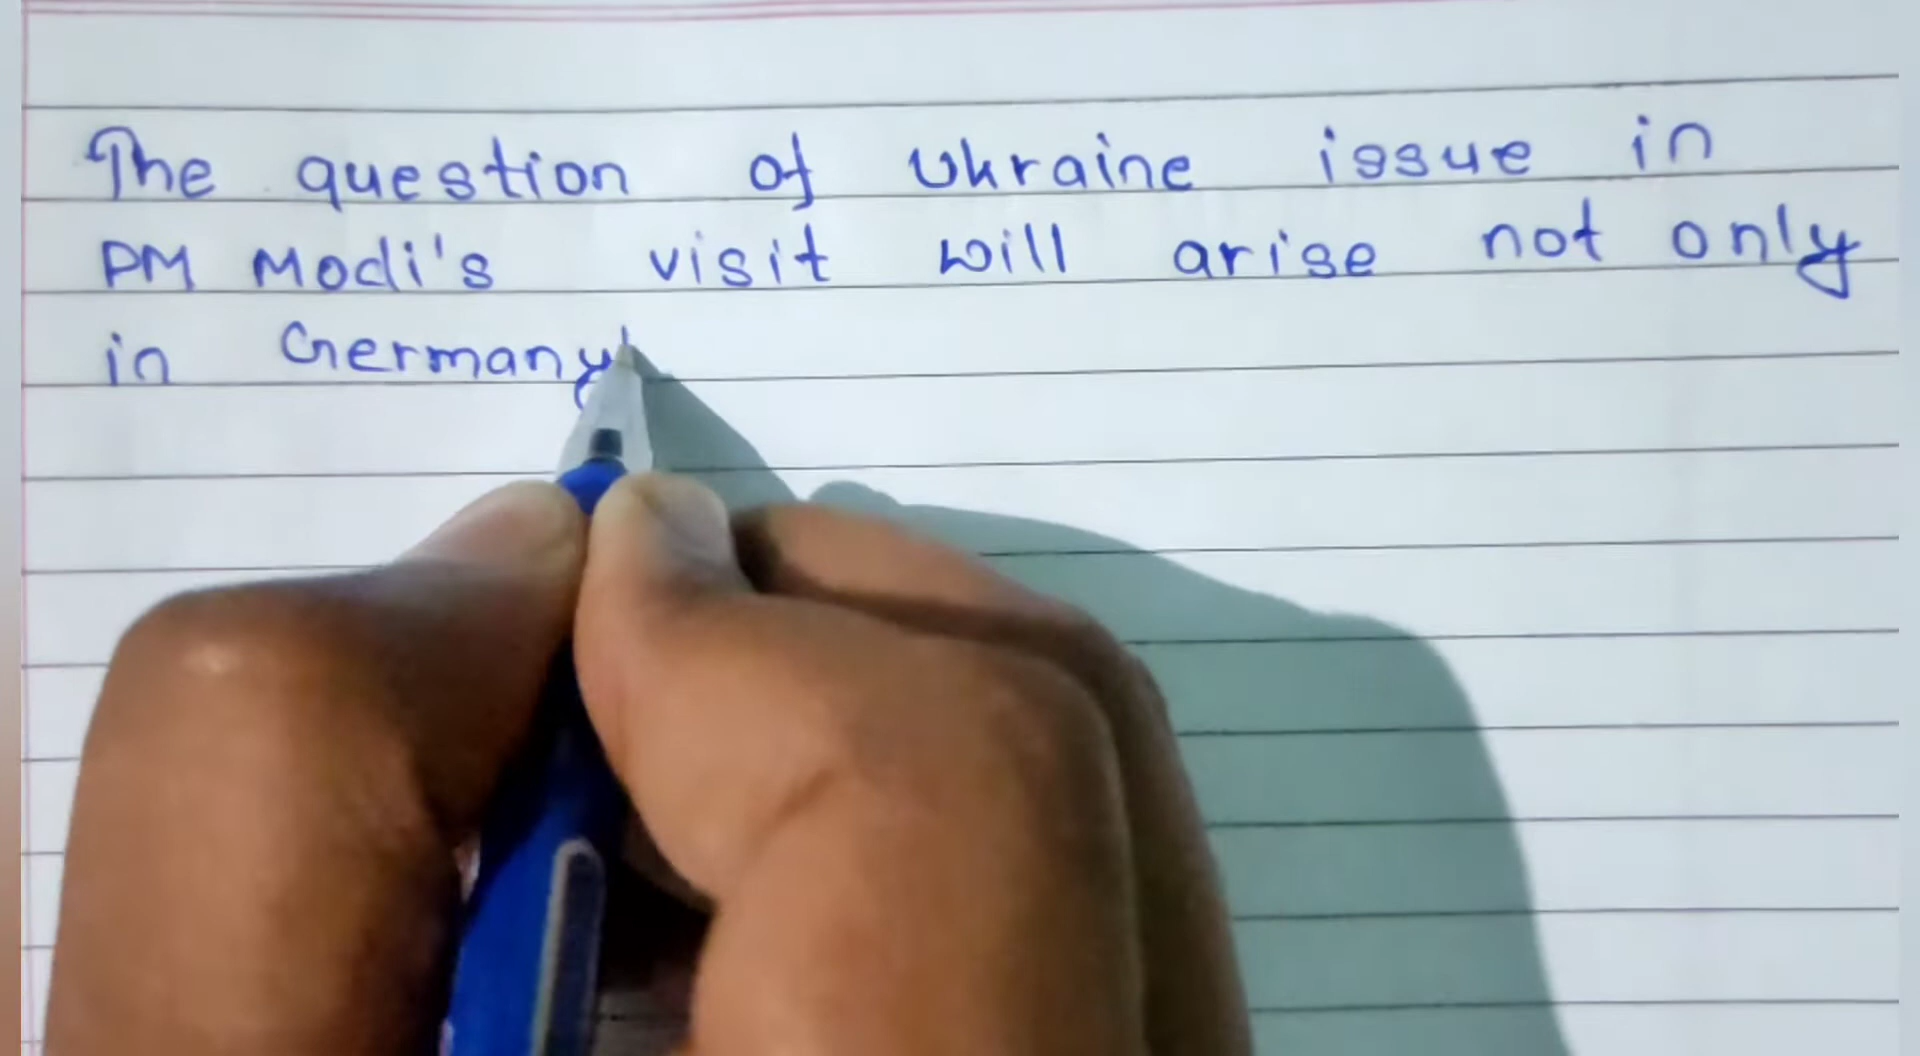 The question of Ukraine issue in
PM Modi's visit will arise not only
in Germany